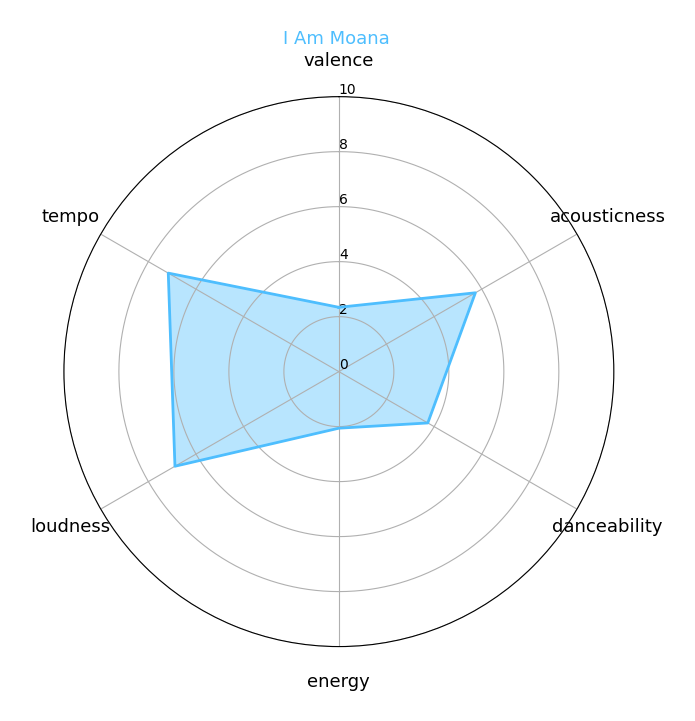 I Am Moana
valence
10
8
tempo
6
acousticness
4
2
0
loudness
danceability
energy